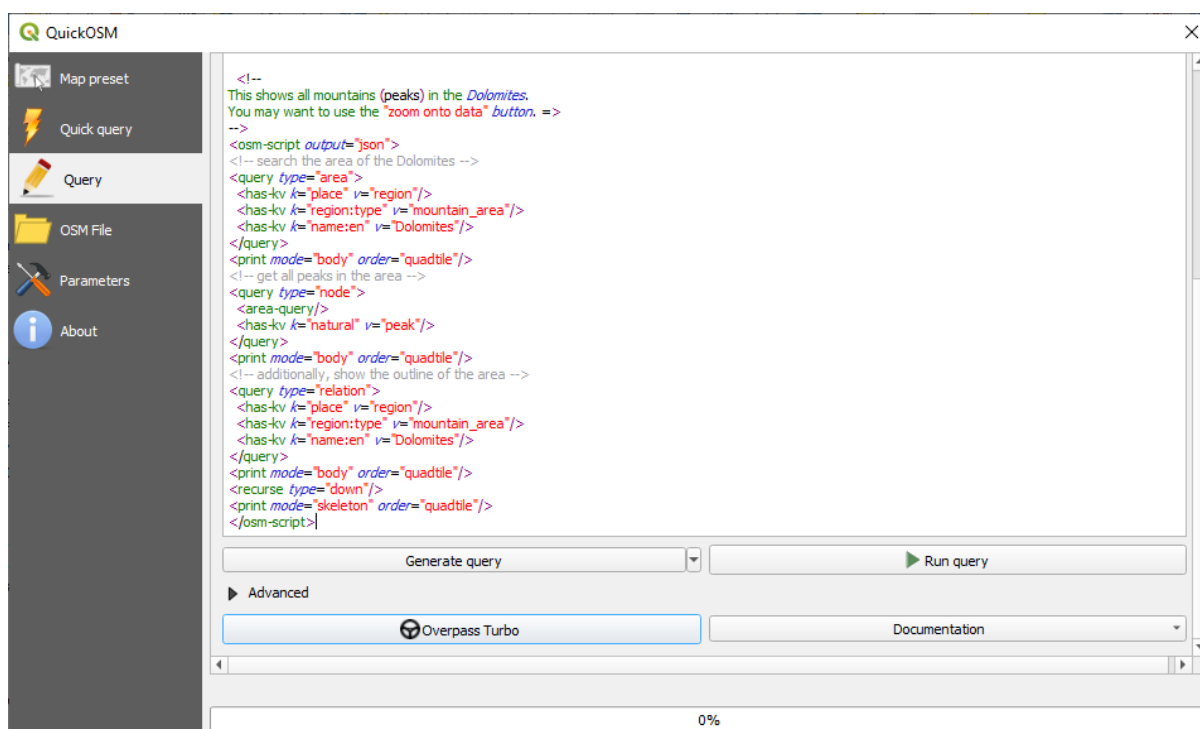 QuickOSM
Map preset
Quick query
Query
OSM File
Parameters
About
<!--
This shows all mountains (peaks) in the Dolomites.
You may want to use the "zoom onto data" button. =>
-->
<osm-script output="json">
<!-- search the area of the Dolomites -->
<query type="area">
<has-kv k="place" v="region"/>
<has-kv k="region:type" v="mountain_area"/>
<has-kv k="name:en" v="Dolomites"/>
</query>
<print mode="body" order="quadtile"/>
<!-- get all peaks in the area -->
<query type="node">
<area-query/>
<has-kv k="natural" v="peak"/>
</query>
<print mode="body" order="quadtile"/>
<!-- additionally, show the outline of the area -->
<query type="relation">
<has-kv k="place" v="region"/>
<has-kv k="region:type" v="mountain_area"/>
<has-kv k="name:en" v="Dolomites"/>
</query>
<print mode="body" order="quadtile"/>
<recurse type="down"/>
<print mode="skeleton" order="quadtile"/>
</osm-script>
Generate query
Run query
Advanced
Overpass Turbo
Documentation
0%